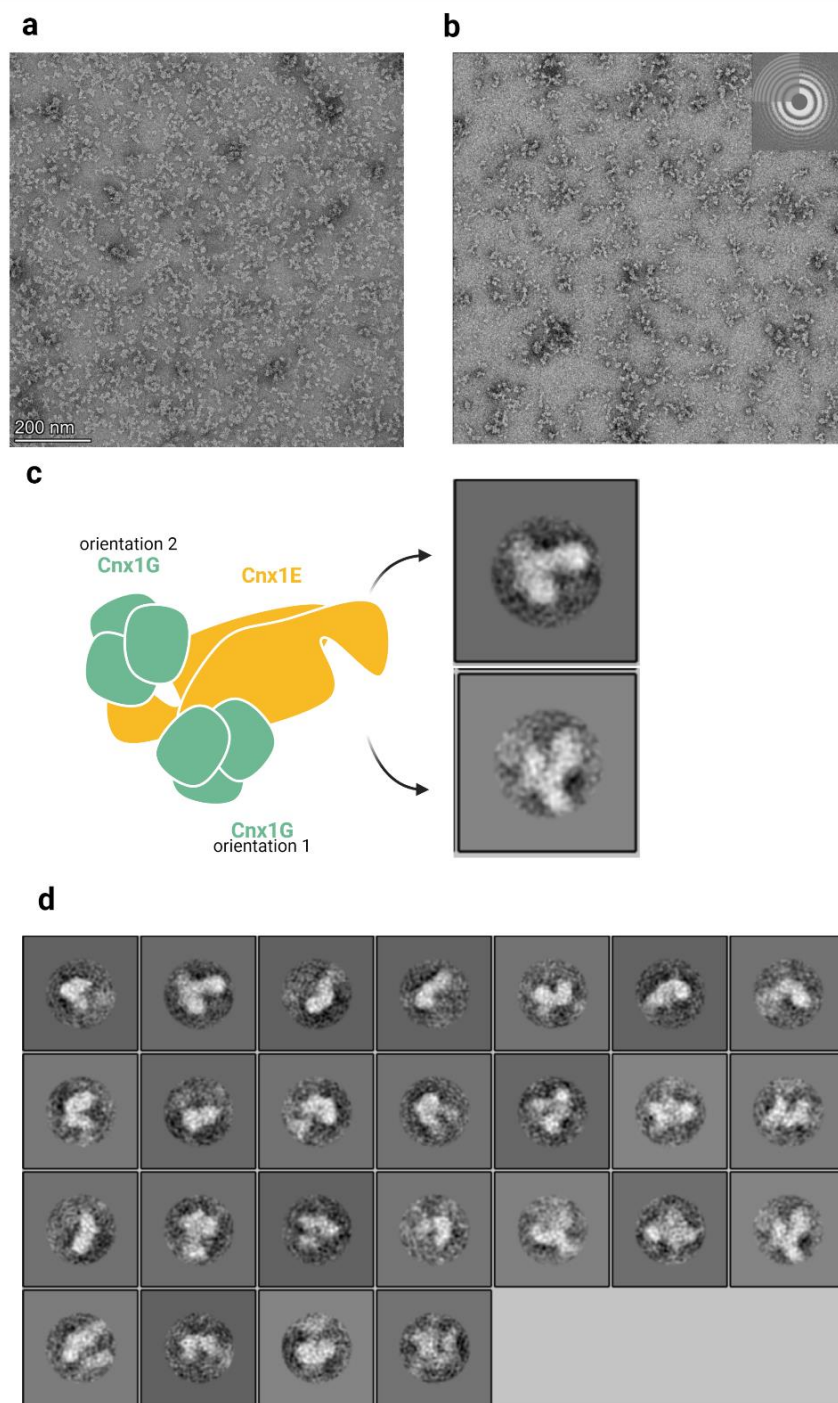 a
b
200 nm
c
orientation 2
Cnx1G
Cnx1E
Cnx1G
orientation 1
d